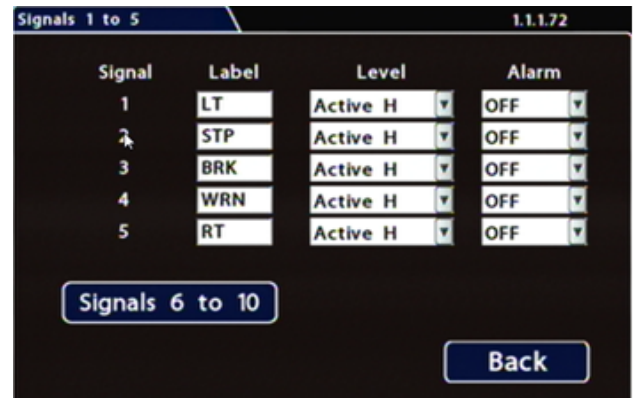 Signals 1 to 5 1.1.1.72
Signal Label Level Alarm
1 LT Active H OFF
2 STP Active H OFF
3 BRK Active H OFF
4 WRN Active H OFF
5 RT Active H OFF
Signals 6 to 10
Back